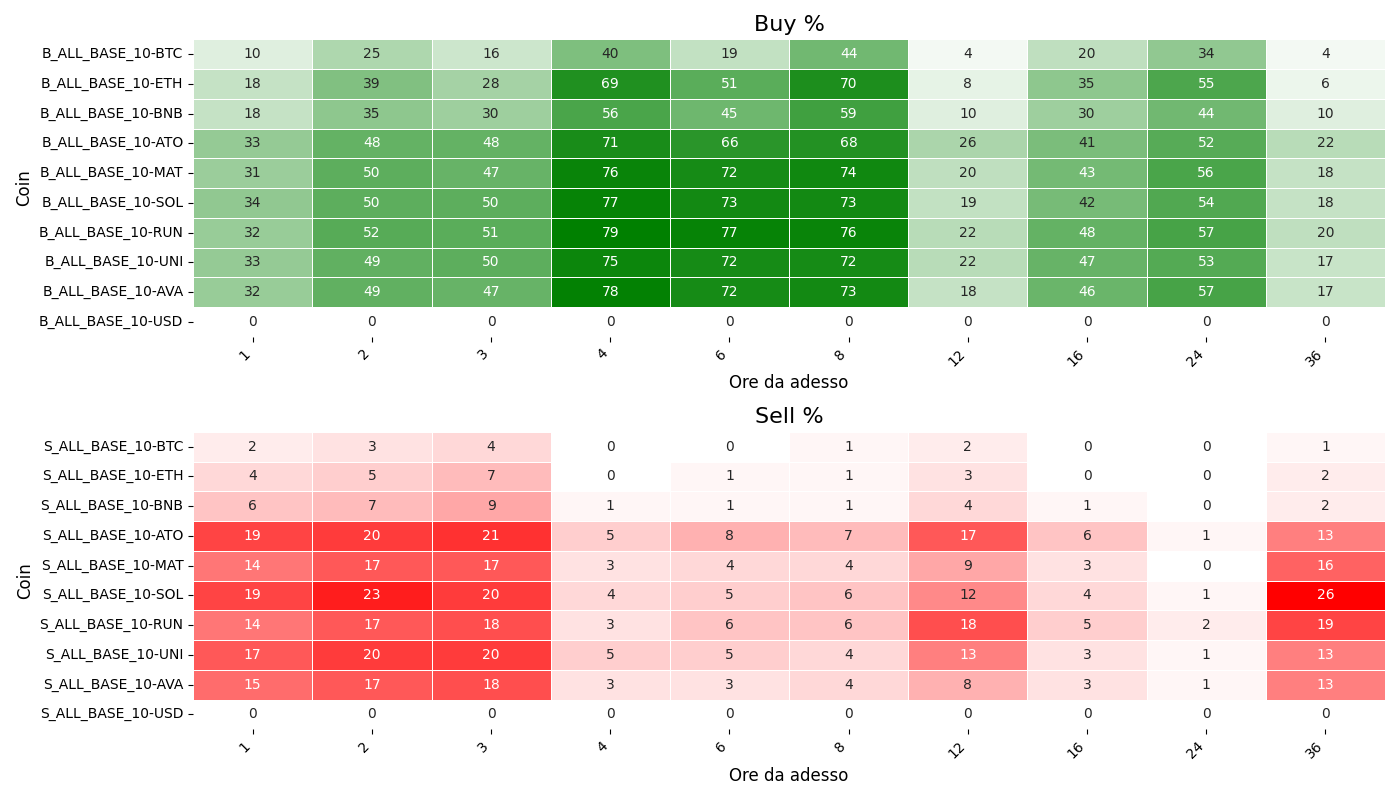 Buy %
Coin
B_ALL_BASE_10-BTC 10 25 16 40 19 44 4 20 34 4
B_ALL_BASE_10-ETH 18 39 28 69 51 70 8 35 55 6
B_ALL_BASE_10-BNB 18 35 30 56 45 59 10 30 44 10
B_ALL_BASE_10-ATO 33 48 48 71 66 68 26 41 52 22
B_ALL_BASE_10-MAT 31 50 47 76 72 74 20 43 56 18
B_ALL_BASE_10-SOL 34 50 50 77 73 73 19 42 54 18
B_ALL_BASE_10-RUN 32 52 51 79 77 76 22 48 57 20
B_ALL_BASE_10-UNI 33 49 50 75 72 72 22 47 53 17
B_ALL_BASE_10-AVA 32 49 47 78 72 73 18 46 57 17
B_ALL_BASE_10-USD 0 0 0 0 0 0 0 0 0 0
1 2 3 4 6 8 12 16 24 36
Ore da adesso
Sell %
Coin
S_ALL_BASE_10-BTC 2 3 4 0 0 1 2 0 0 1
S_ALL_BASE_10-ETH 4 5 7 0 1 1 3 0 0 2
S_ALL_BASE_10-BNB 6 7 9 1 1 1 4 1 0 2
S_ALL_BASE_10-ATO 19 20 21 5 8 7 17 6 1 13
S_ALL_BASE_10-MAT 14 17 17 3 4 4 9 3 0 16
S_ALL_BASE_10-SOL 19 23 20 4 5 6 12 4 1 26
S_ALL_BASE_10-RUN 14 17 18 3 6 6 18 5 2 19
S_ALL_BASE_10-UNI 17 20 20 5 5 4 13 3 1 13
S_ALL_BASE_10-AVA 15 17 18 3 3 4 8 3 1 13
S_ALL_BASE_10-USD 0 0 0 0 0 0 0 0 0 0
1 2 3 4 6 8 12 16 24 36
Ore da adesso